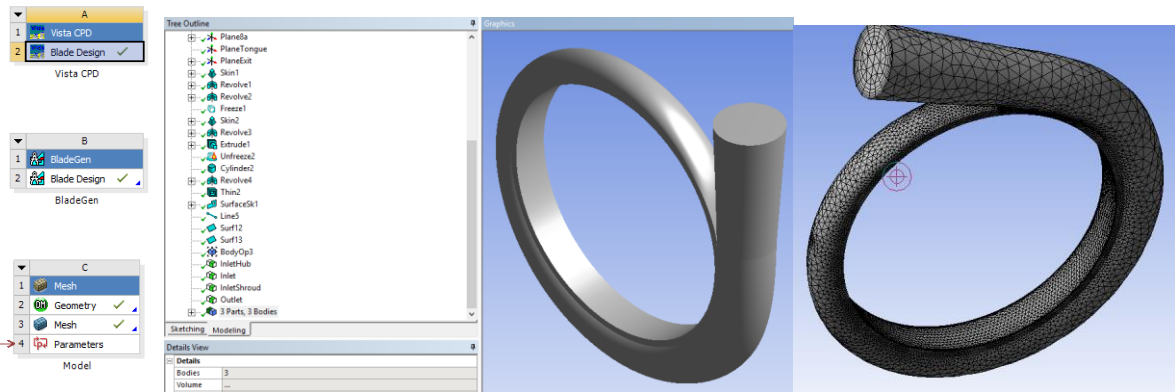 A
1 Vista CPD
2 Blade Design
Vista CPD
B
1 BladeGen
2 Blade Design
BladeGen
C
1 Mesh
2 Geometry
3 Mesh
4 Parameters
Model
Tree Outline
Plane8a
PlaneTongue
PlaneExit
Skin1
Revolve1
Revolve2
Freeze1
Skin2
Revolve3
Extrude1
Unfreeze2
Cylinder2
Revolve4
Thin2
SurfaceSk1
Line5
Surf12
Surf13
BodyOp3
InletHub
Inlet
InletShroud
Outlet
3 Parts, 3 Bodies
Sketching Modeling
Details View
Details
Bodies 3
Volume ...
Graphics